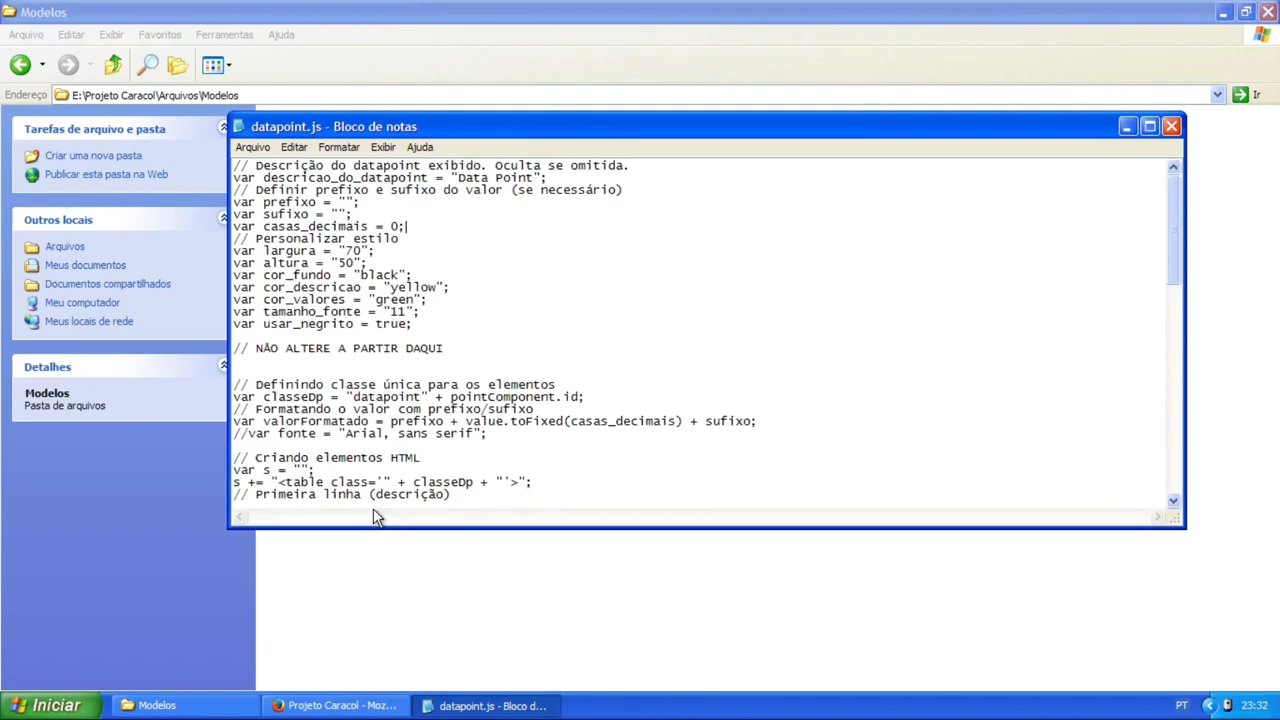 Modelos
Arquivo Editar Exibir Favoritos Ferramentas Ajuda
Endereço E:\Projeto Caracol\Arquivos\Modelos Ir
Tarefas de arquivo e pasta
Criar uma nova pasta
Publicar esta pasta na Web
Outros locais
Arquivos
Meus documentos
Documentos compartilhados
Meu computador
Meus locais de rede
Detalhes
Modelos
Pasta de arquivos
datapoint.js - Bloco de notas
Arquivo Editar Formatar Exibir Ajuda
// Descrição do datapoint exibido. Oculta se omitida.
var descricao_do_datapoint = "Data Point";
// Definir prefixo e sufixo do valor (se necessário)
var prefixo = "";
var sufixo = "";
var casas_decimais = 0;
// Personalizar estilo
var largura = "70";
var altura = "50";
var cor_fundo = "black";
var cor_descricao = "yellow";
var cor_valores = "green";
var tamanho_fonte = "11";
var usar_negrito = true;
// NÃO ALTERE A PARTIR DAQUI
// Definindo classe única para os elementos
var classeDp = "datapoint" + pointComponent.id;
// Formatando o valor com prefixo/sufixo
var valorFormatado = prefixo + value.toFixed(casas_decimais) + sufixo;
//var fonte = "Arial, sans serif";
// Criando elementos HTML
var s = "";
s += "<table class='" + classeDp + "'>";
// Primeira linha (descrição)
Iniciar Modelos Projeto Caracol - Moz... datapoint.js - Bloco d... PT 23:32